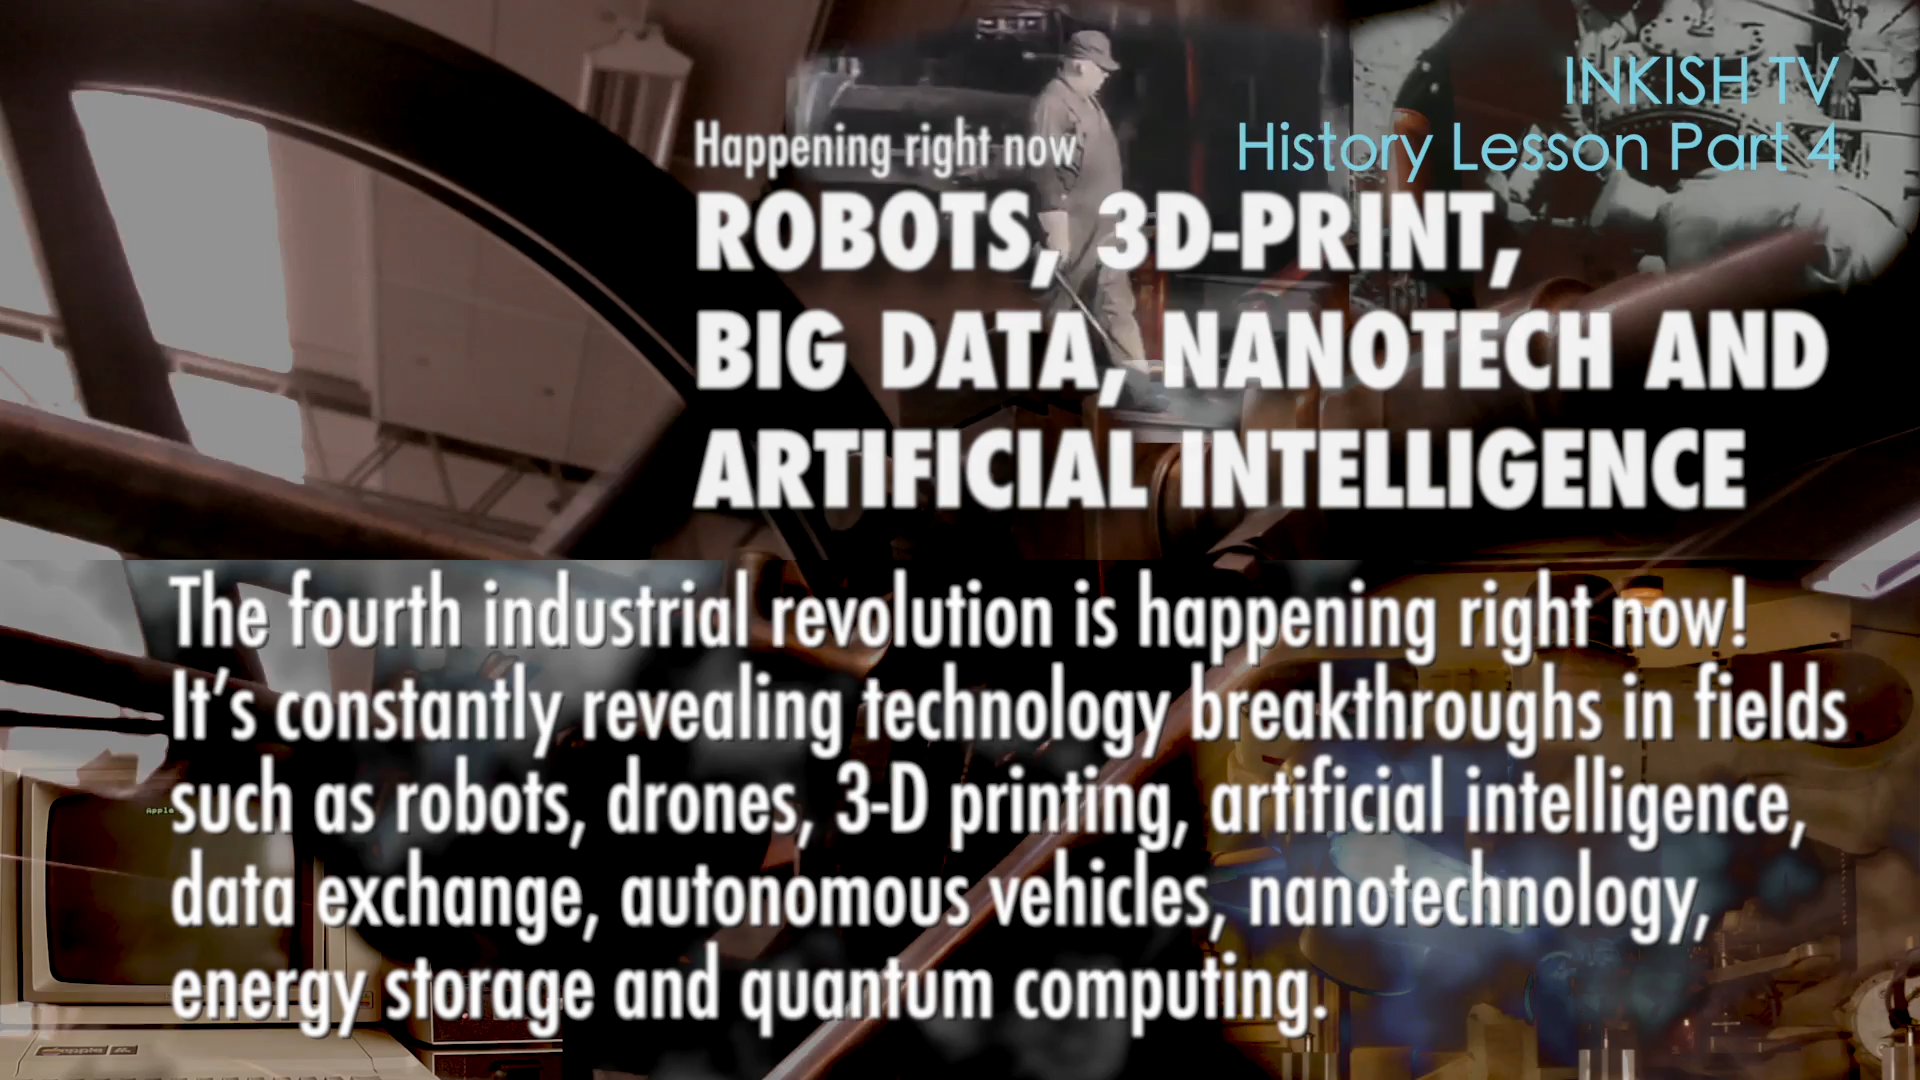 INKISH TV
History Lesson Part 4
Happening right now
ROBOTS, 3D-PRINT,
BIG DATA, NANOTECH AND
ARTIFICIAL INTELLIGENCE
The fourth industrial revolution is happening right now!
It’s constantly revealing technology breakthroughs in fields
such as robots, drones, 3-D printing, artificial intelligence,
data exchange, autonomous vehicles, nanotechnology,
energy storage and quantum computing.
Apple